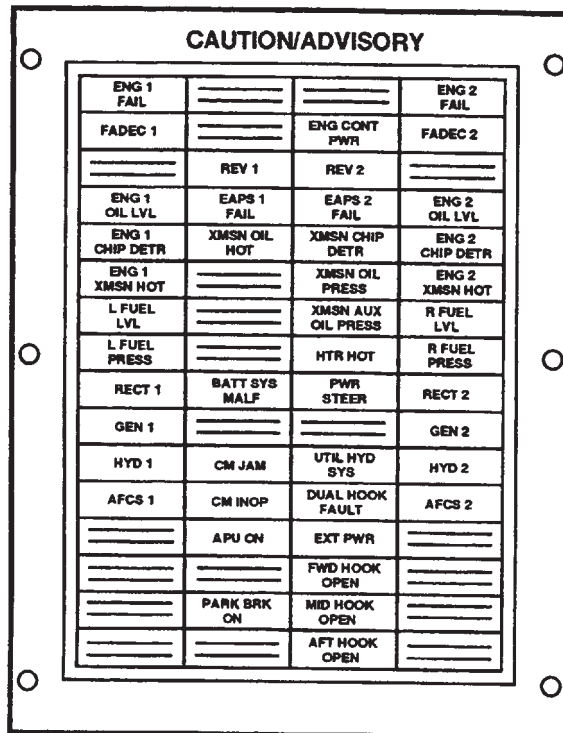 CAUTION/ADVISORY
ENG 1
FAIL
ENG 2
FAIL
FADEC 1
ENG CONT
PWR
FADEC 2
REV 1
REV 2
ENG 1
OIL LVL
EAPS 1
FAIL
EAPS 2
FAIL
ENG 2
OIL LVL
ENG 1
CHIP DETR
XMSN OIL
HOT
XMSN CHIP
DETR
ENG 2
CHIP DETR
ENG 1
XMSN HOT
XMSN OIL
PRESS
ENG 2
XMSN HOT
L FUEL
LVL
XMSN AUX
OIL PRESS
R FUEL
LVL
L FUEL
PRESS
HTR HOT
R FUEL
PRESS
RECT 1
BATT SYS
MALF
PWR
STEER
RECT 2
GEN 1
GEN 2
HYD 1
CM JAM
UTIL HYD
SYS
HYD 2
AFCS 1
CM INOP
DUAL HOOK
FAULT
AFCS 2
APU ON
EXT PWR
FWD HOOK
OPEN
PARK BRK
ON
MID HOOK
OPEN
AFT HOOK
OPEN